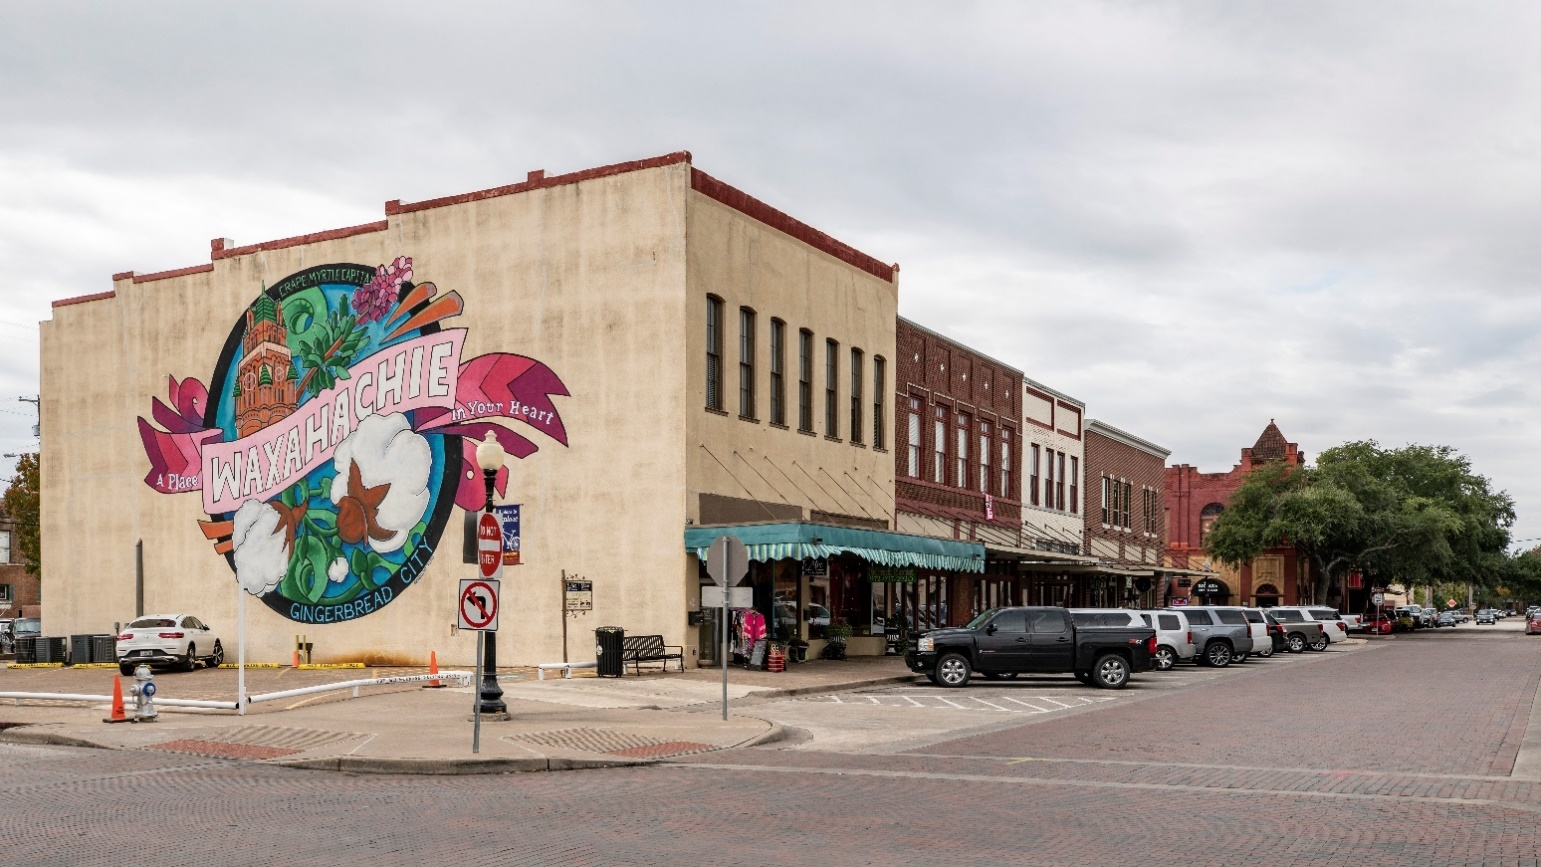 CRAPE MYRTLE CAPITAL
WAXAHACHIE
A Place
In Your Heart
GINGERBREAD CITY
DO NOT
ENTER